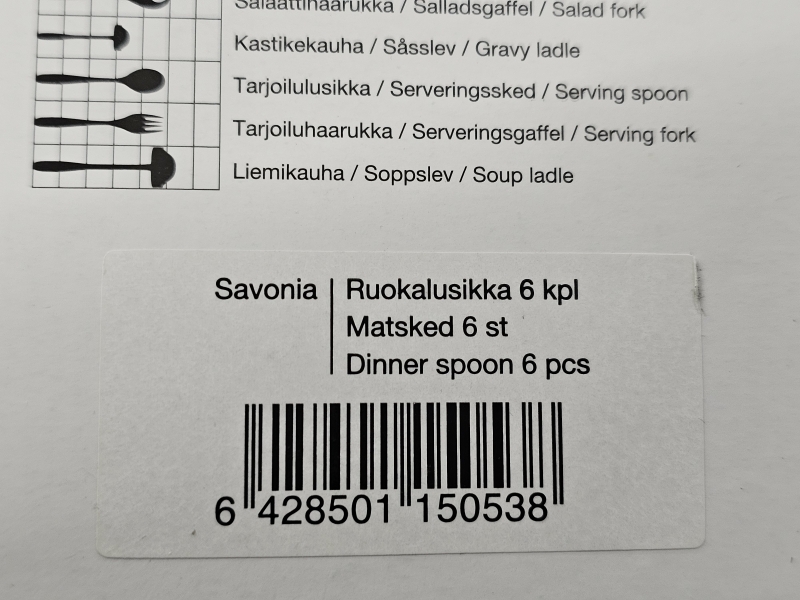 Salaattihaarukka / Salladsgaffel / Salad fork
Kastikekauha / Såsslev / Gravy ladle
Tarjoilulusikka / Serveringssked / Serving spoon
Tarjoiluhaarukka / Serveringsgaffel / Serving fork
Liemikauha / Soppslev / Soup ladle
Savonia
Ruokalusikka 6 kpl
Matsked 6 st
Dinner spoon 6 pcs
6 428501 150538